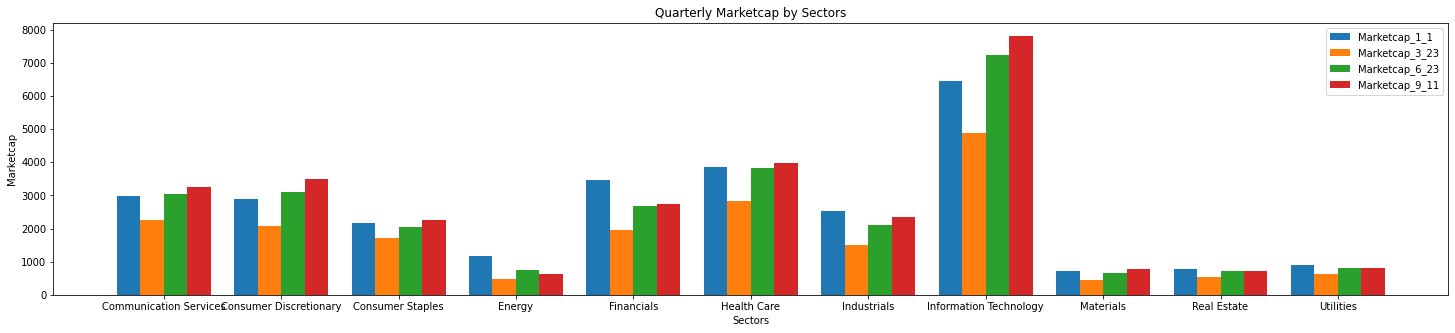 Quarterly Marketcap by Sectors
Marketcap_1_1
Marketcap_3_23
Marketcap_6_23
Marketcap_9_11
Marketcap
8000
7000
6000
5000
4000
3000
2000
1000
0
Communication Services Consumer Discretionary Consumer Staples Energy Financials Health Care Industrials Information Technology Materials Real Estate Utilities
Sectors